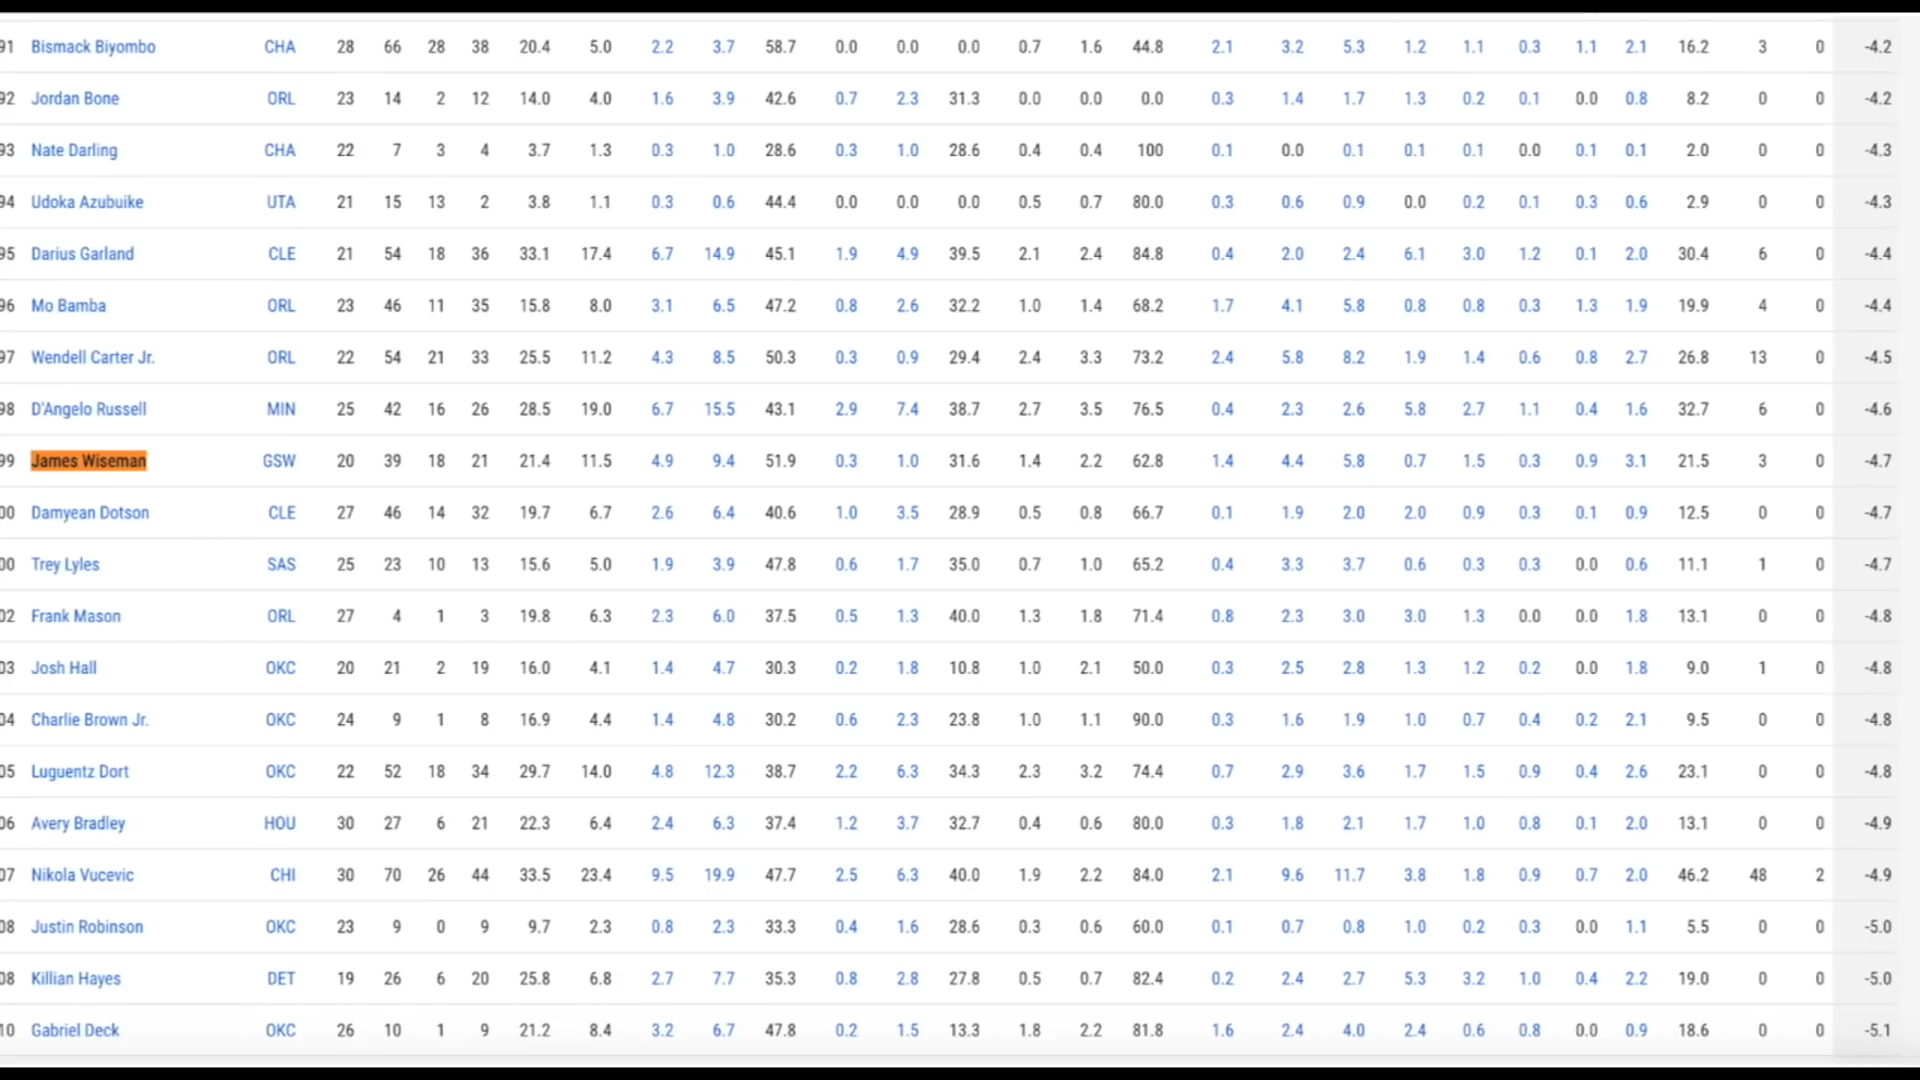 91 Bismack Biyombo CHA 28 66 28 38 20.4 5.0 2.2 3.7 58.7 0.0 0.0 0.0 0.7 1.6 44.8 2.1 3.2 5.3 1.2 1.1 0.3 1.1 2.1 16.2 3 0 -4.2
92 Jordan Bone ORL 23 14 2 12 14.0 4.0 1.6 3.9 42.6 0.7 2.3 31.3 0.0 0.0 0.0 0.3 1.4 1.7 1.3 0.2 0.1 0.0 0.8 8.2 0 0 -4.2
93 Nate Darling CHA 22 7 3 4 3.7 1.3 0.3 1.0 28.6 0.3 1.0 28.6 0.4 0.4 100 0.1 0.0 0.1 0.1 0.1 0.0 0.1 0.1 2.0 0 0 -4.3
94 Udoka Azubuike UTA 21 15 13 2 3.8 1.1 0.3 0.6 44.4 0.0 0.0 0.0 0.5 0.7 80.0 0.3 0.6 0.9 0.0 0.2 0.1 0.3 0.6 2.9 0 0 -4.3
95 Darius Garland CLE 21 54 18 36 33.1 17.4 6.7 14.9 45.1 1.9 4.9 39.5 2.1 2.4 84.8 0.4 2.0 2.4 6.1 3.0 1.2 0.1 2.0 30.4 6 0 -4.4
96 Mo Bamba ORL 23 46 11 35 15.8 8.0 3.1 6.5 47.2 0.8 2.6 32.2 1.0 1.4 68.2 1.7 4.1 5.8 0.8 0.8 0.3 1.3 1.9 19.9 4 0 -4.4
97 Wendell Carter Jr. ORL 22 54 21 33 25.5 11.2 4.3 8.5 50.3 0.3 0.9 29.4 2.4 3.3 73.2 2.4 5.8 8.2 1.9 1.4 0.6 0.8 2.7 26.8 13 0 -4.5
98 D'Angelo Russell MIN 25 42 16 26 28.5 19.0 6.7 15.5 43.1 2.9 7.4 38.7 2.7 3.5 76.5 0.4 2.3 2.6 5.8 2.7 1.1 0.4 1.6 32.7 6 0 -4.6
99 James Wiseman GSW 20 39 18 21 21.4 11.5 4.9 9.4 51.9 0.3 1.0 31.6 1.4 2.2 62.8 1.4 4.4 5.8 0.7 1.5 0.3 0.9 3.1 21.5 3 0 -4.7
00 Damyean Dotson CLE 27 46 14 32 19.7 6.7 2.6 6.4 40.6 1.0 3.5 28.9 0.5 0.8 66.7 0.1 1.9 2.0 2.0 0.9 0.3 0.1 0.9 12.5 0 0 -4.7
00 Trey Lyles SAS 25 23 10 13 15.6 5.0 1.9 3.9 47.8 0.6 1.7 35.0 0.7 1.0 65.2 0.4 3.3 3.7 0.6 0.3 0.3 0.0 0.6 11.1 1 0 -4.7
02 Frank Mason ORL 27 4 1 3 19.8 6.3 2.3 6.0 37.5 0.5 1.3 40.0 1.3 1.8 71.4 0.8 2.3 3.0 3.0 1.3 0.0 0.0 1.8 13.1 0 0 -4.8
03 Josh Hall OKC 20 21 2 19 16.0 4.1 1.4 4.7 30.3 0.2 1.8 10.8 1.0 2.1 50.0 0.3 2.5 2.8 1.3 1.2 0.2 0.0 1.8 9.0 1 0 -4.8
04 Charlie Brown Jr. OKC 24 9 1 8 16.9 4.4 1.4 4.8 30.2 0.6 2.3 23.8 1.0 1.1 90.0 0.3 1.6 1.9 1.0 0.7 0.4 0.2 2.1 9.5 0 0 -4.8
05 Luguentz Dort OKC 22 52 18 34 29.7 14.0 4.8 12.3 38.7 2.2 6.3 34.3 2.3 3.2 74.4 0.7 2.9 3.6 1.7 1.5 0.9 0.4 2.6 23.1 0 0 -4.8
06 Avery Bradley HOU 30 27 6 21 22.3 6.4 2.4 6.3 37.4 1.2 3.7 32.7 0.4 0.6 80.0 0.3 1.8 2.1 1.7 1.0 0.8 0.1 2.0 13.1 0 0 -4.9
07 Nikola Vucevic CHI 30 70 26 44 33.5 23.4 9.5 19.9 47.7 2.5 6.3 40.0 1.9 2.2 84.0 2.1 9.6 11.7 3.8 1.8 0.9 0.7 2.0 46.2 48 2 -4.9
08 Justin Robinson OKC 23 9 0 9 9.7 2.3 0.8 2.3 33.3 0.4 1.6 28.6 0.3 0.6 60.0 0.1 0.7 0.8 1.0 0.2 0.3 0.0 1.1 5.5 0 0 -5.0
08 Killian Hayes DET 19 26 6 20 25.8 6.8 2.7 7.7 35.3 0.8 2.8 27.8 0.5 0.7 82.4 0.2 2.4 2.7 5.3 3.2 1.0 0.4 2.2 19.0 0 0 -5.0
10 Gabriel Deck OKC 26 10 1 9 21.2 8.4 3.2 6.7 47.8 0.2 1.5 13.3 1.8 2.2 81.8 1.6 2.4 4.0 2.4 0.6 0.8 0.0 0.9 18.6 0 0 -5.1